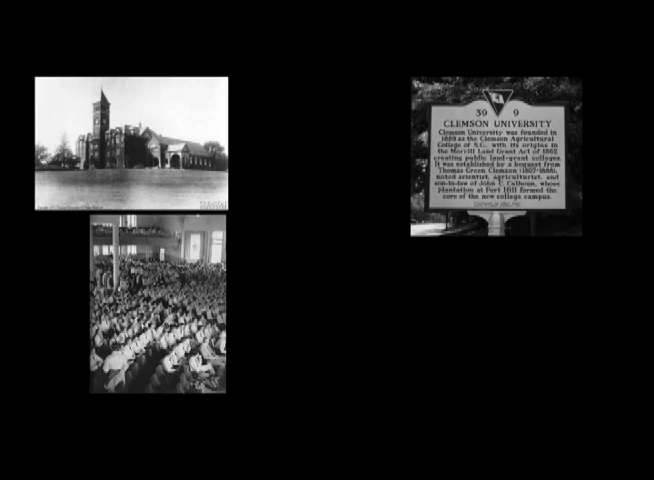 39 9
CLEMSON UNIVERSITY
Clemson University was founded in
1889 as the Clemson Agricultural
College of S.C., with its origins in
the Morrill Land Grant Act of 1862
creating public land-grant colleges.
It was established by a bequest from
Thomas Green Clemson (1807-1888),
noted scientist, agriculturist, and
son-in-law of John C. Calhoun, whose
plantation at Fort Hill formed the
core of the new college campus.